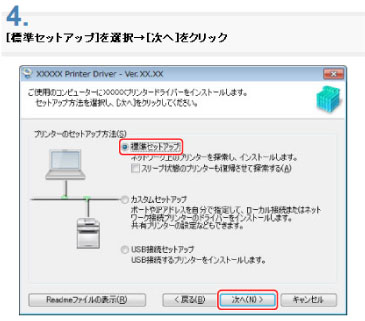 4.
[標準セットアップ]を選択→[次へ]をクリック
XXXXX Printer Driver - Ver. XX.XX
ご使用のコンピューターにXXXXXプリンタードライバーをインストールします。
セットアップ方法を選択し、[次へ]をクリックしてください。
プリンターのセットアップ方法(S)
標準セットアップ
ネットワーク上のプリンターを探索し、インストールします。
スリープ状態のプリンターも復帰させて探索する(A)
カスタムセットアップ
ポートやIPアドレスを自分で指定して、ローカル接続またはネット
ワーク接続プリンターのドライバーをインストールします。
共有プリンターの設定などもできます。
USB接続セットアップ
USB接続するプリンターをインストールします。
Readmeファイルの表示(R)
< 戻る(B)
次へ(N) >
キャンセル